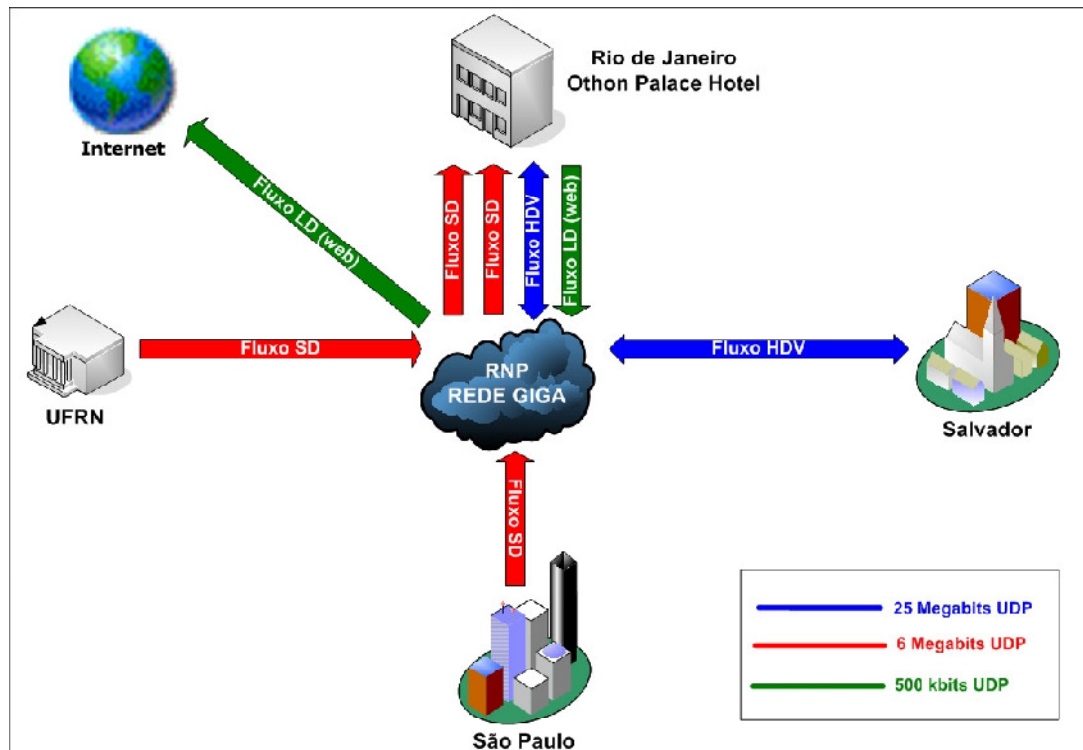 Rio de Janeiro
Othon Palace Hotel
Internet
Fluxo LD (web)
Fluxo SD
Fluxo SD
Fluxo HDV
Fluxo LD (web)
Fluxo SD
UFRN
RNP
REDE GIGA
Fluxo HDV
Salvador
Fluxo SD
São Paulo
25 Megabits UDP
6 Megabits UDP
500 kbits UDP